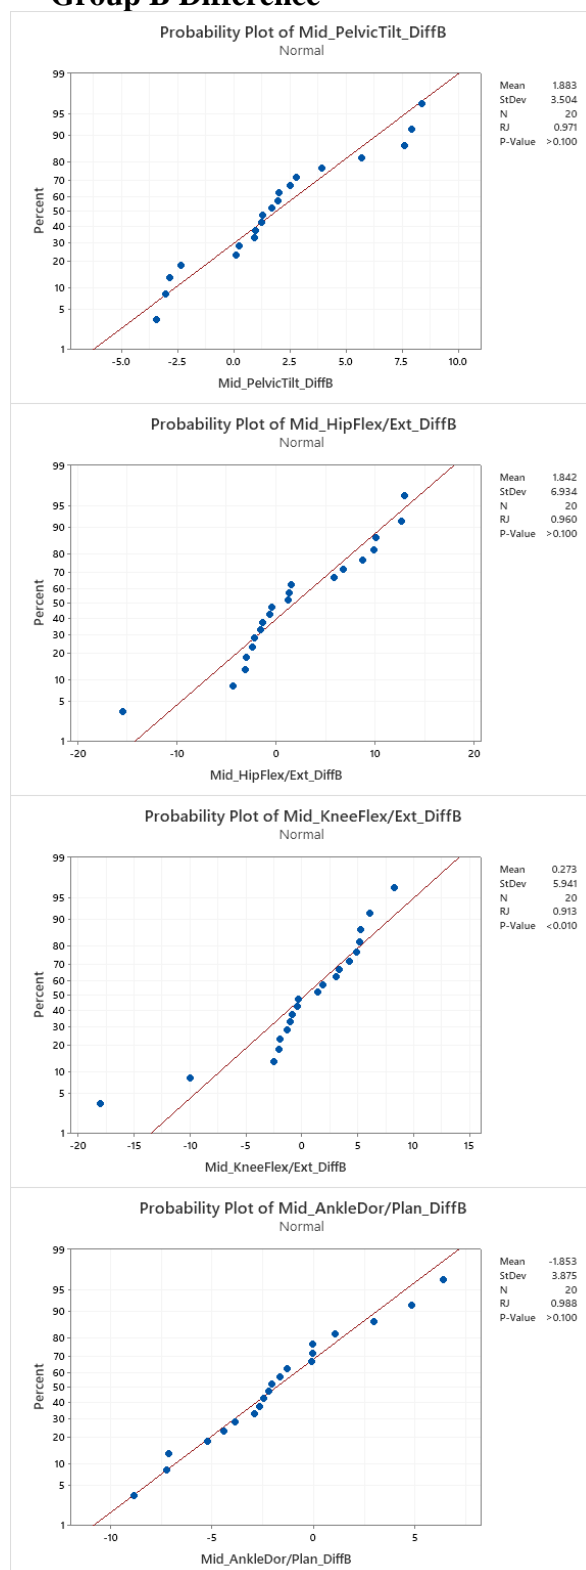 Group B Difference
Probability Plot of Mid_PelvicTilt_DiffB
Normal
99
95
90
80
70
60
50
40
30
20
10
5
1
Percent
-5.0 -2.5 0.0 2.5 5.0 7.5 10.0
Mid_PelvicTilt_DiffB
Mean 1.883
StDev 3.504
N 20
RJ 0.971
P-Value >0.100
Probability Plot of Mid_HipFlex/Ext_DiffB
Normal
99
95
90
80
70
60
50
40
30
20
10
5
1
Percent
-20 -10 0 10 20
Mid_HipFlex/Ext_DiffB
Mean 1.842
StDev 6.934
N 20
RJ 0.960
P-Value >0.100
Probability Plot of Mid_KneeFlex/Ext_DiffB
Normal
99
95
90
80
70
60
50
40
30
20
10
5
1
Percent
-20 -15 -10 -5 0 5 10 15
Mid_KneeFlex/Ext_DiffB
Mean 0.273
StDev 5.941
N 20
RJ 0.913
P-Value <0.010
Probability Plot of Mid_AnkleDor/Plan_DiffB
Normal
99
95
90
80
70
60
50
40
30
20
10
5
1
Percent
-10 -5 0 5
Mid_AnkleDor/Plan_DiffB
Mean -1.853
StDev 3.875
N 20
RJ 0.988
P-Value >0.100